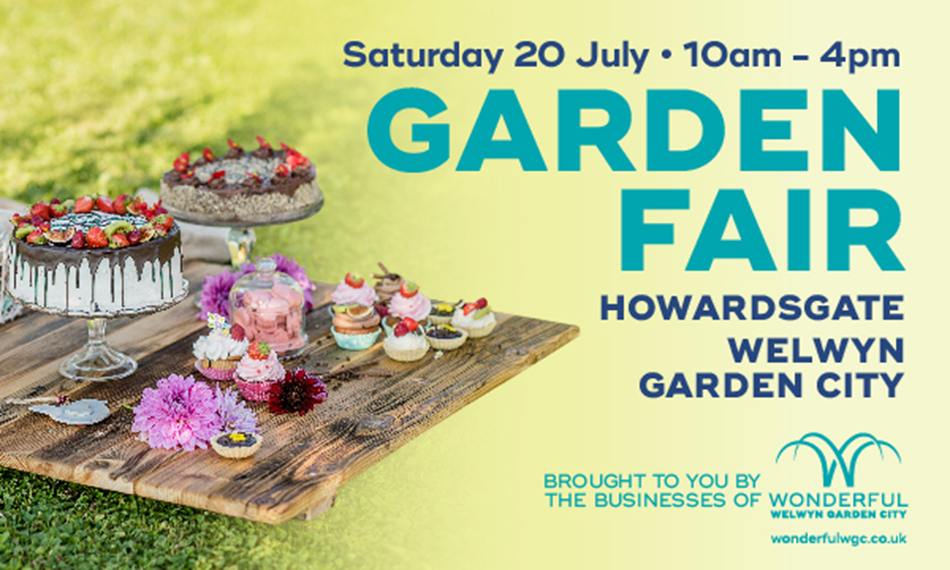 Saturday 20 July • 10am – 4pm
GARDEN
FAIR
HOWARDSGATE
WELWYN
GARDEN CITY
BROUGHT TO YOU BY
THE BUSINESSES OF
WONDERFUL
WELWYN GARDEN CITY
wonderfulwgc.co.uk